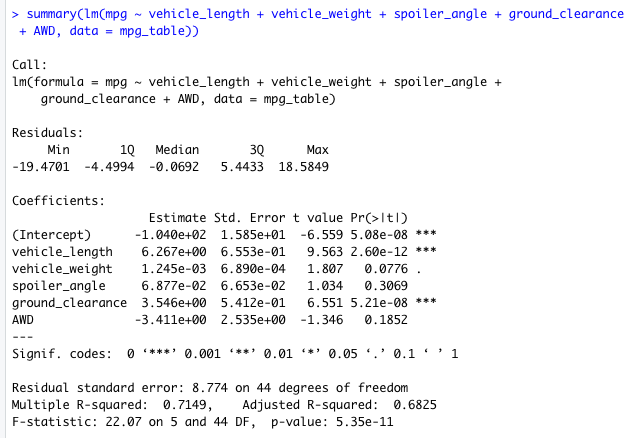 > summary(lm(mpg ~ vehicle_length + vehicle_weight + spoiler_angle + ground_clearance
 + AWD, data = mpg_table))

Call:
lm(formula = mpg ~ vehicle_length + vehicle_weight + spoiler_angle +
    ground_clearance + AWD, data = mpg_table)

Residuals:
     Min       1Q   Median       3Q      Max
-19.4701  -4.4994  -0.0692   5.4433  18.5849

Coefficients:
                   Estimate Std. Error t value Pr(>|t|)
(Intercept)      -1.040e+02  1.585e+01  -6.559 5.08e-08 ***
vehicle_length    6.267e+00  6.553e-01   9.563 2.60e-12 ***
vehicle_weight    1.245e-03  6.890e-04   1.807   0.0776 .
spoiler_angle     6.877e-02  6.653e-02   1.034   0.3069
ground_clearance  3.546e+00  5.412e-01   6.551 5.21e-08 ***
AWD              -3.411e+00  2.535e+00  -1.346   0.1852
---
Signif. codes:  0 ‘***’ 0.001 ‘**’ 0.01 ‘*’ 0.05 ‘.’ 0.1 ‘ ’ 1

Residual standard error: 8.774 on 44 degrees of freedom
Multiple R-squared:  0.7149,	Adjusted R-squared:  0.6825
F-statistic: 22.07 on 5 and 44 DF,  p-value: 5.35e-11